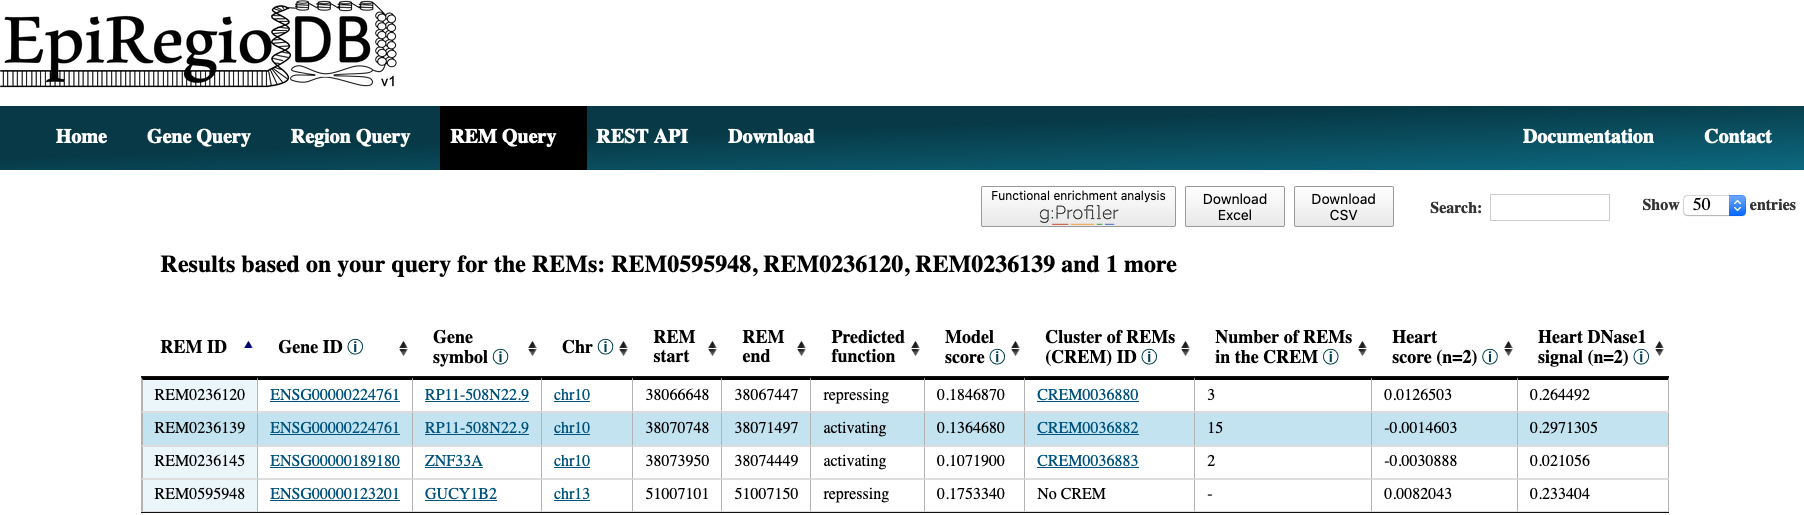 EpiRegioDB
v1
Home Gene Query Region Query REM Query REST API Download Documentation Contact
Functional enrichment analysis
g:Profiler
Download
Excel
Download
CSV
Search:
Show 50 entries
Results based on your query for the REMs: REM0595948, REM0236120, REM0236139 and 1 more
REM ID Gene ID ⓘ Gene symbol ⓘ Chr ⓘ REM start REM end Predicted function Model score ⓘ Cluster of REMs (CREM) ID ⓘ Number of REMs in the CREM ⓘ Heart score (n=2) ⓘ Heart DNase1 signal (n=2) ⓘ
REM0236120 ENSG00000224761 RP11-508N22.9 chr10 38066648 38067447 repressing 0.1846870 CREM0036880 3 0.0126503 0.264492
REM0236139 ENSG00000224761 RP11-508N22.9 chr10 38070748 38071497 activating 0.1364680 CREM0036882 15 -0.0014603 0.2971305
REM0236145 ENSG00000189180 ZNF33A chr10 38073950 38074449 activating 0.1071900 CREM0036883 2 -0.0030888 0.021056
REM0595948 ENSG00000123201 GUCY1B2 chr13 51007101 51007150 repressing 0.1753340 No CREM - 0.0082043 0.233404